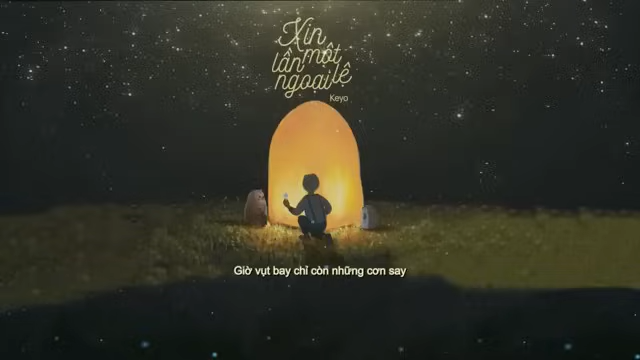 Xin
lần một
ngoại lệ
Keyo
Giờ vụt bay chỉ còn những cơn say